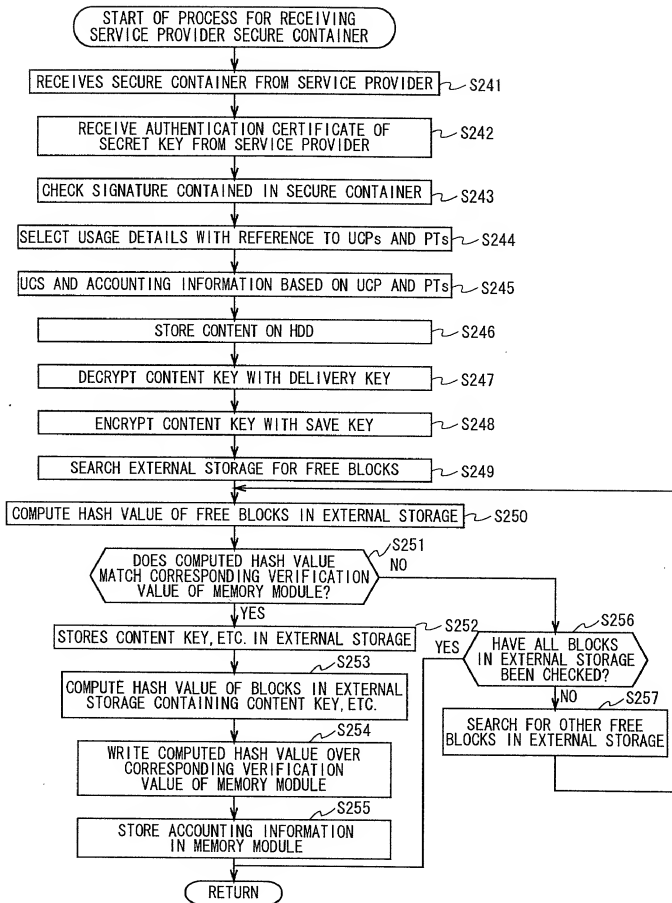 START OF PROCESS FOR RECEIVING
SERVICE PROVIDER SECURE CONTAINER
RECEIVES SECURE CONTAINER FROM SERVICE PROVIDER
S241
RECEIVE AUTHENTICATION CERTIFICATE OF
SECRET KEY FROM SERVICE PROVIDER
S242
CHECK SIGNATURE CONTAINED IN SECURE CONTAINER
S243
SELECT USAGE DETAILS WITH REFERENCE TO UCPs AND PTs
S244
UCS AND ACCOUNTING INFORMATION BASED ON UCP AND PTs
S245
STORE CONTENT ON HDD
S246
DECRYPT CONTENT KEY WITH DELIVERY KEY
S247
ENCRYPT CONTENT KEY WITH SAVE KEY
S248
SEARCH EXTERNAL STORAGE FOR FREE BLOCKS
S249
COMPUTE HASH VALUE OF FREE BLOCKS IN EXTERNAL STORAGE
S250
S251
DOES COMPUTED HASH VALUE
MATCH CORRESPONDING VERIFICATION
VALUE OF MEMORY MODULE?
NO
YES
S252
STORES CONTENT KEY, ETC. IN EXTERNAL STORAGE
S253
COMPUTE HASH VALUE OF BLOCKS IN EXTERNAL
STORAGE CONTAINING CONTENT KEY, ETC.
S254
WRITE COMPUTED HASH VALUE OVER
CORRESPONDING VERIFICATION
VALUE OF MEMORY MODULE
S255
STORE ACCOUNTING INFORMATION
IN MEMORY MODULE
RETURN
S256
YES
HAVE ALL BLOCKS
IN EXTERNAL STORAGE
BEEN CHECKED?
NO
S257
SEARCH FOR OTHER FREE
BLOCKS IN EXTERNAL STORAGE